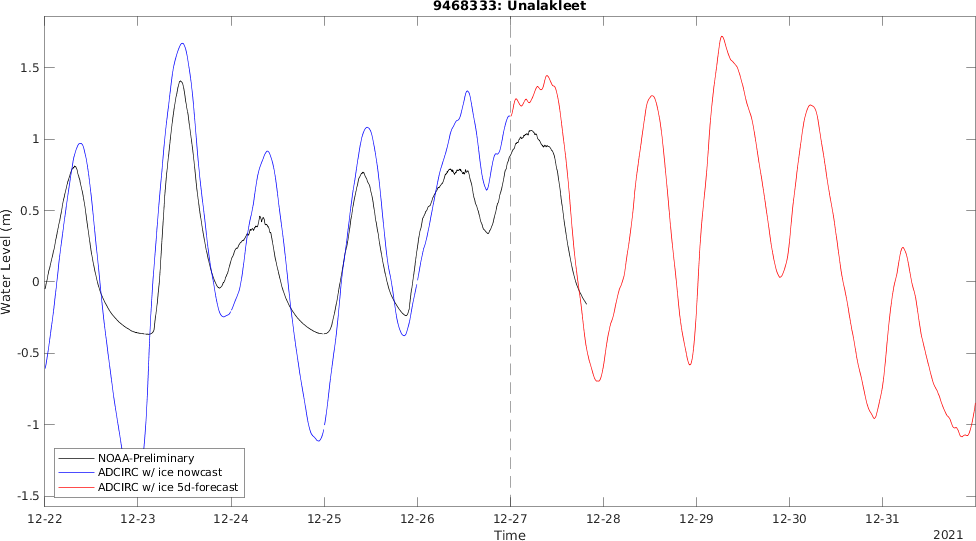 9468333: Unalakleet
Water Level (m)
1.5
1
0.5
0
-0.5
-1
-1.5
NOAA-Preliminary
ADCIRC w/ ice nowcast
ADCIRC w/ ice 5d-forecast
12-22 12-23 12-24 12-25 12-26 12-27 12-28 12-29 12-30 12-31
Time
2021